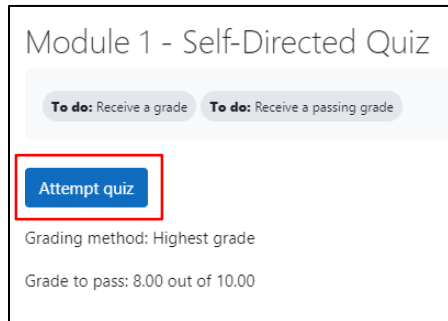 Module 1 - Self-Directed Quiz
To do: Receive a grade To do: Receive a passing grade
Attempt quiz
Grading method: Highest grade
Grade to pass: 8.00 out of 10.00